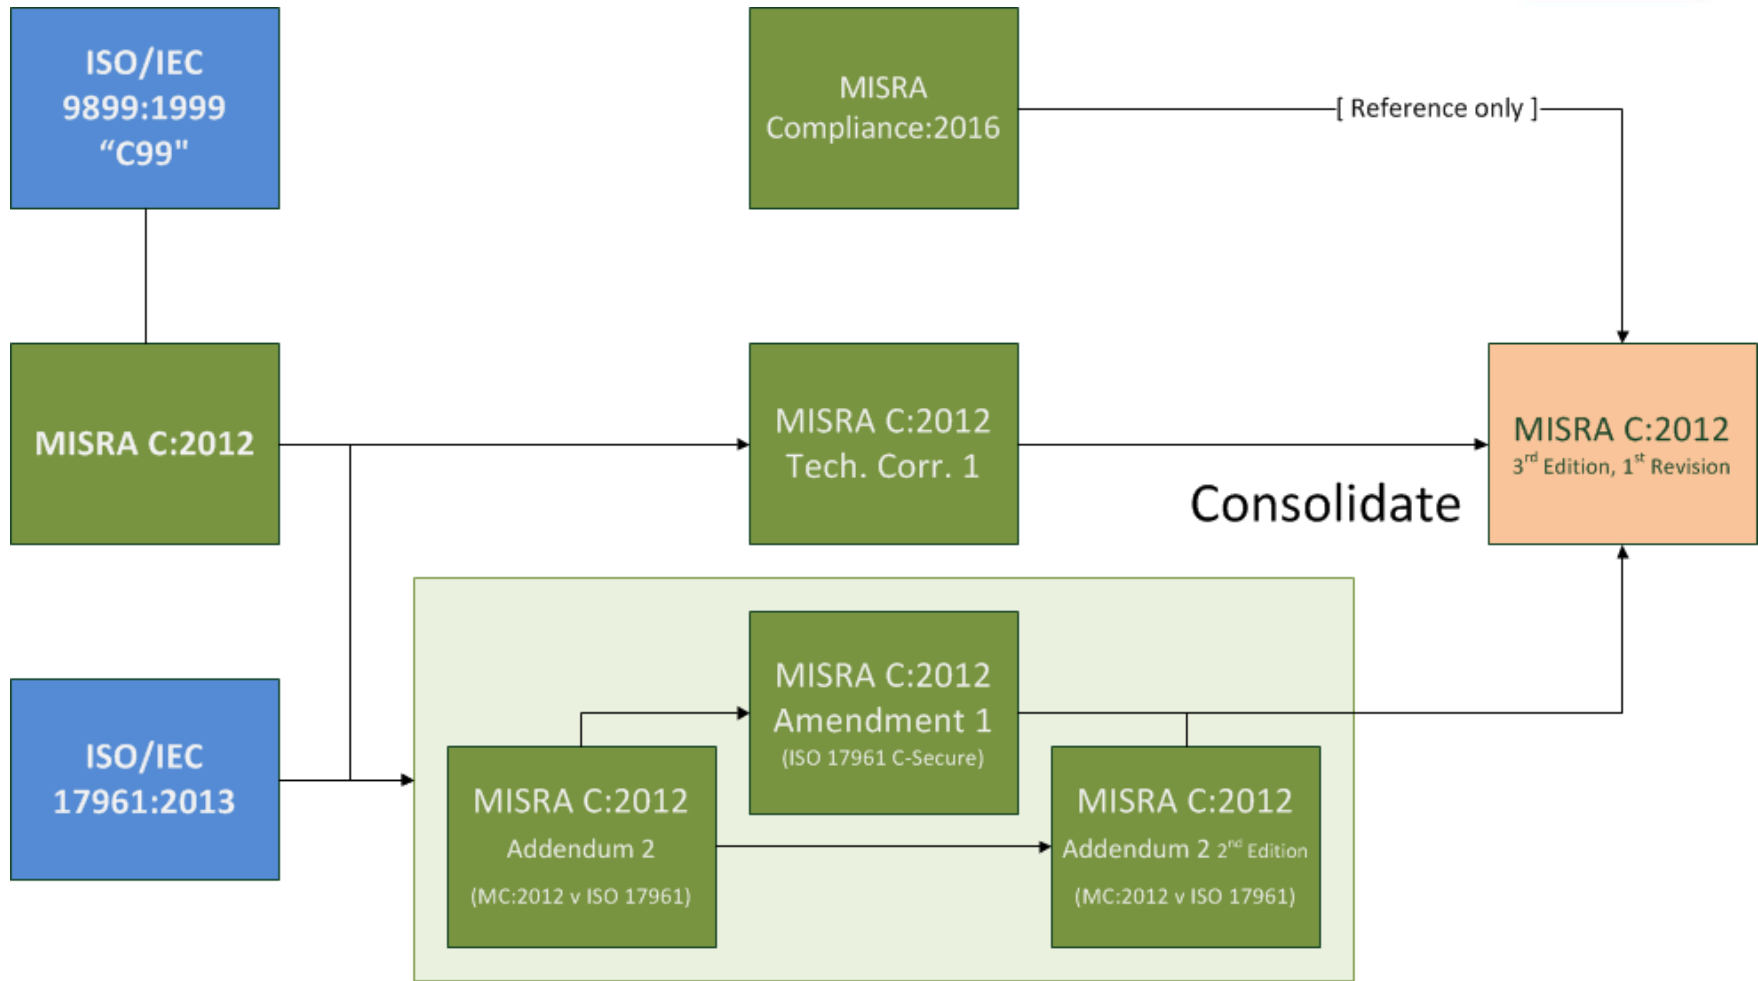 ISO/IEC
9899:1999
“C99"
MISRA
Compliance:2016
[ Reference only ]
MISRA C:2012
MISRA C:2012
Tech. Corr. 1
MISRA C:2012
3rd Edition, 1st Revision
Consolidate
ISO/IEC
17961:2013
MISRA C:2012
Amendment 1
(ISO 17961 C-Secure)
MISRA C:2012
Addendum 2
(MC:2012 v ISO 17961)
MISRA C:2012
Addendum 2 2nd Edition
(MC:2012 v ISO 17961)